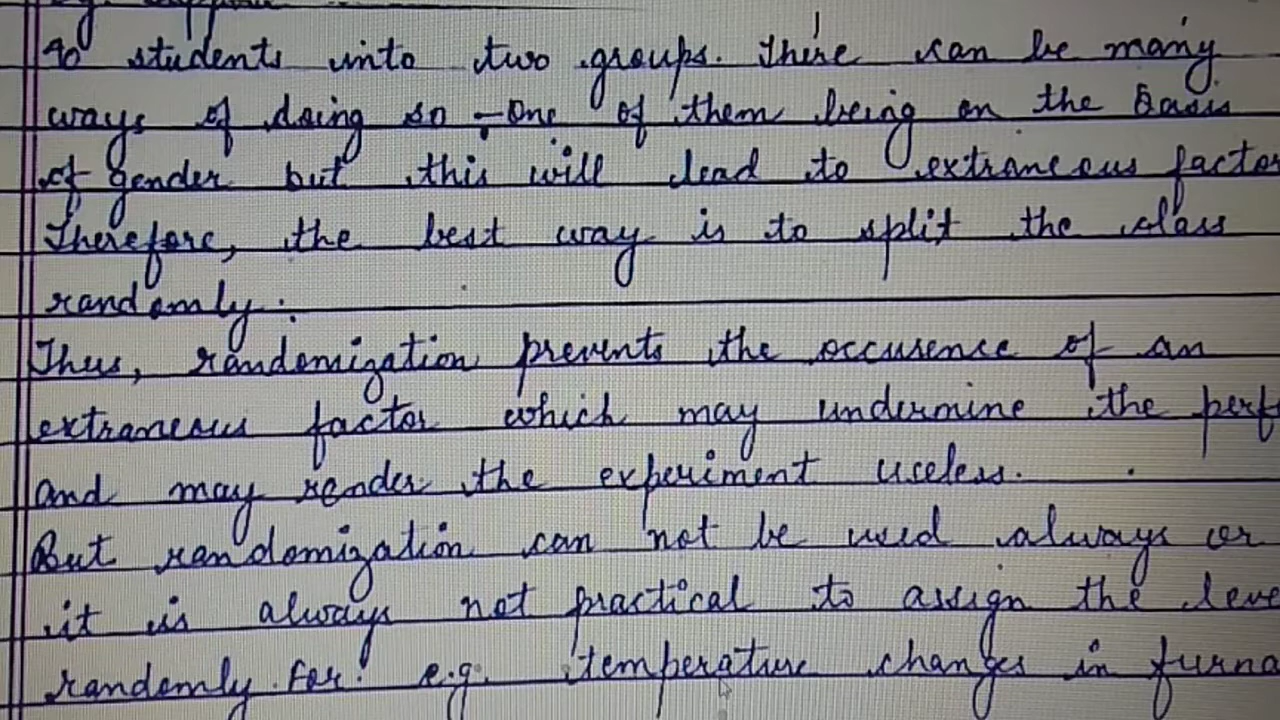 40 students into two groups. There can be many
ways of doing so - One of them being on the Basis
of gender but this will lead to extraneous factor
Therefore, the best way is to split the class
randomly.
Thus, randomization prevents the occurence of an
extraneous factor which may undermine the perf
and may render the experiment useless.
But randomization can not be used always or
it is always not practical to assign the leve
randomly. For e.g. temperature changes in furna